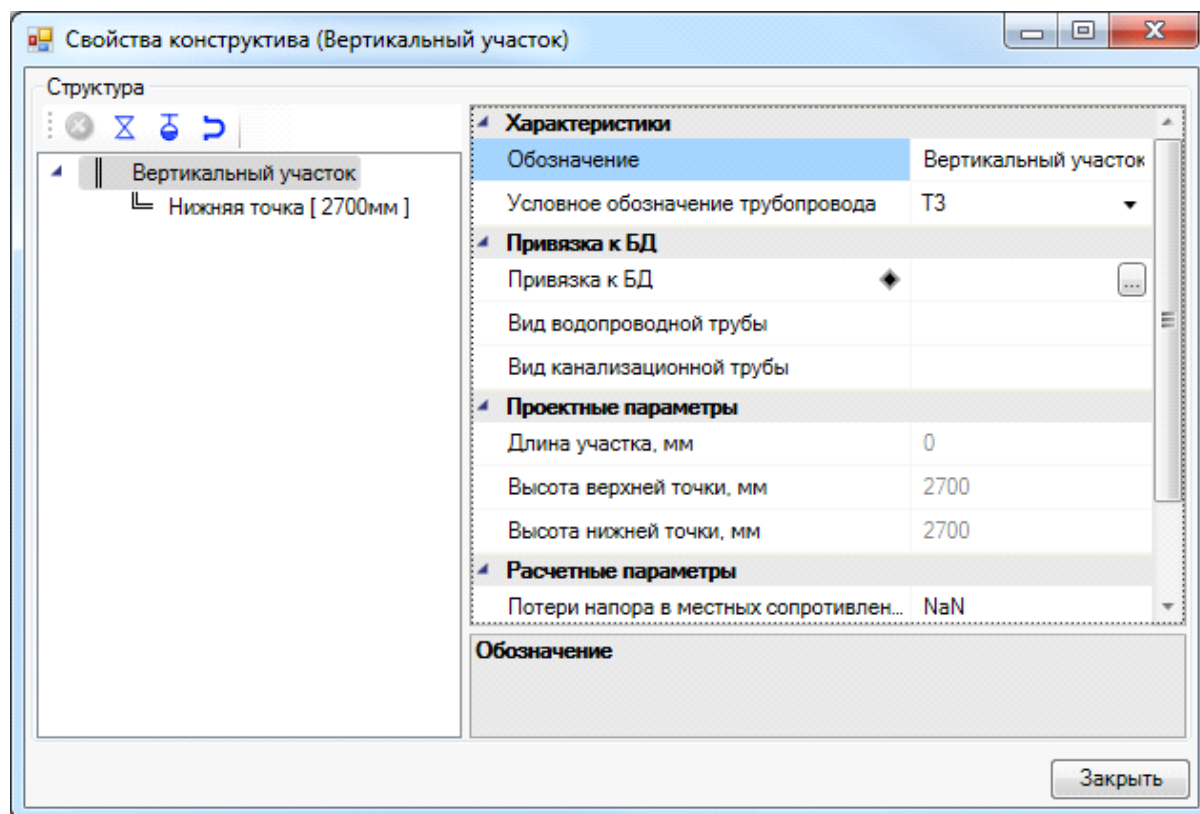 Свойства конструктива (Вертикальный участок)
Структура
Вертикальный участок
Нижняя точка [ 2700мм ]
Характеристики
Обозначение Вертикальный участок
Условное обозначение трубопровода Т3
Привязка к БД
Привязка к БД ...
Вид водопроводной трубы
Вид канализационной трубы
Проектные параметры
Длина участка, мм 0
Высота верхней точки, мм 2700
Высота нижней точки, мм 2700
Расчетные параметры
Потери напора в местных сопротивлен... NaN
Обозначение
Закрыть